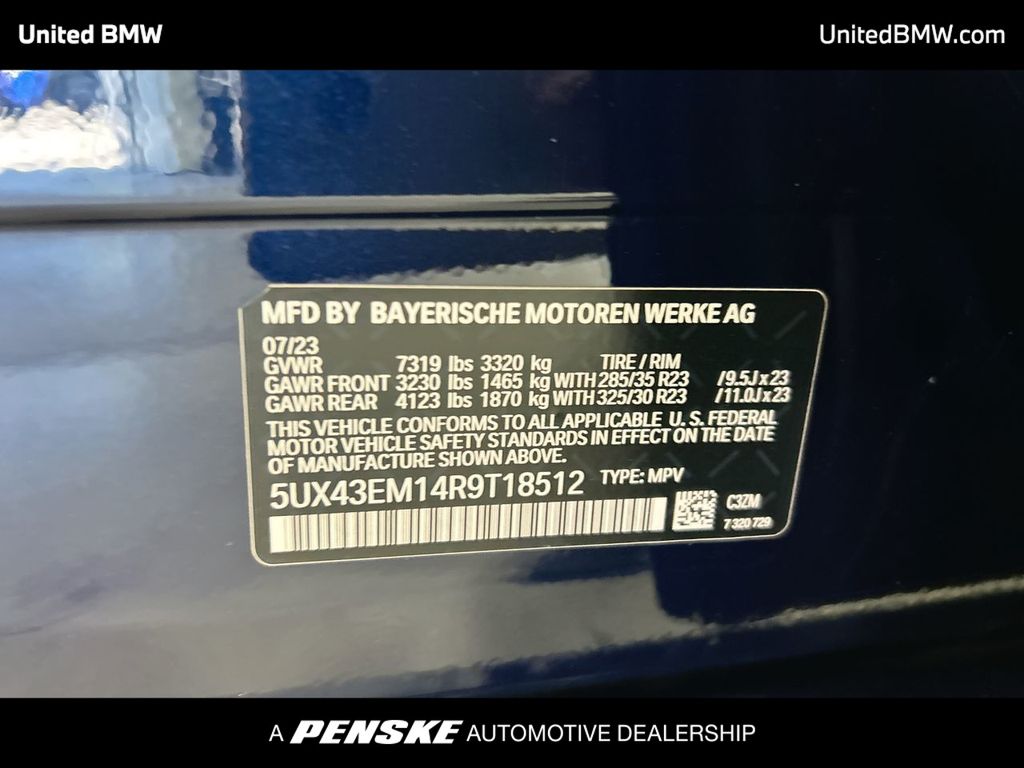 United BMW
UnitedBMW.com
MFD BY BAYERISCHE MOTOREN WERKE AG
07/23
GVWR 7319 lbs 3320 kg TIRE / RIM
GAWR FRONT 3230 lbs 1465 kg WITH 285/35 R23 /9.5J x 23
GAWR REAR 4123 lbs 1870 kg WITH 325/30 R23 /11.0J x 23
THIS VEHICLE CONFORMS TO ALL APPLICABLE U. S. FEDERAL
MOTOR VEHICLE SAFETY STANDARDS IN EFFECT ON THE DATE
OF MANUFACTURE SHOWN ABOVE.
5UX43EM14R9T18512 TYPE: MPV
C3ZM
7 320 729
A PENSKE AUTOMOTIVE DEALERSHIP